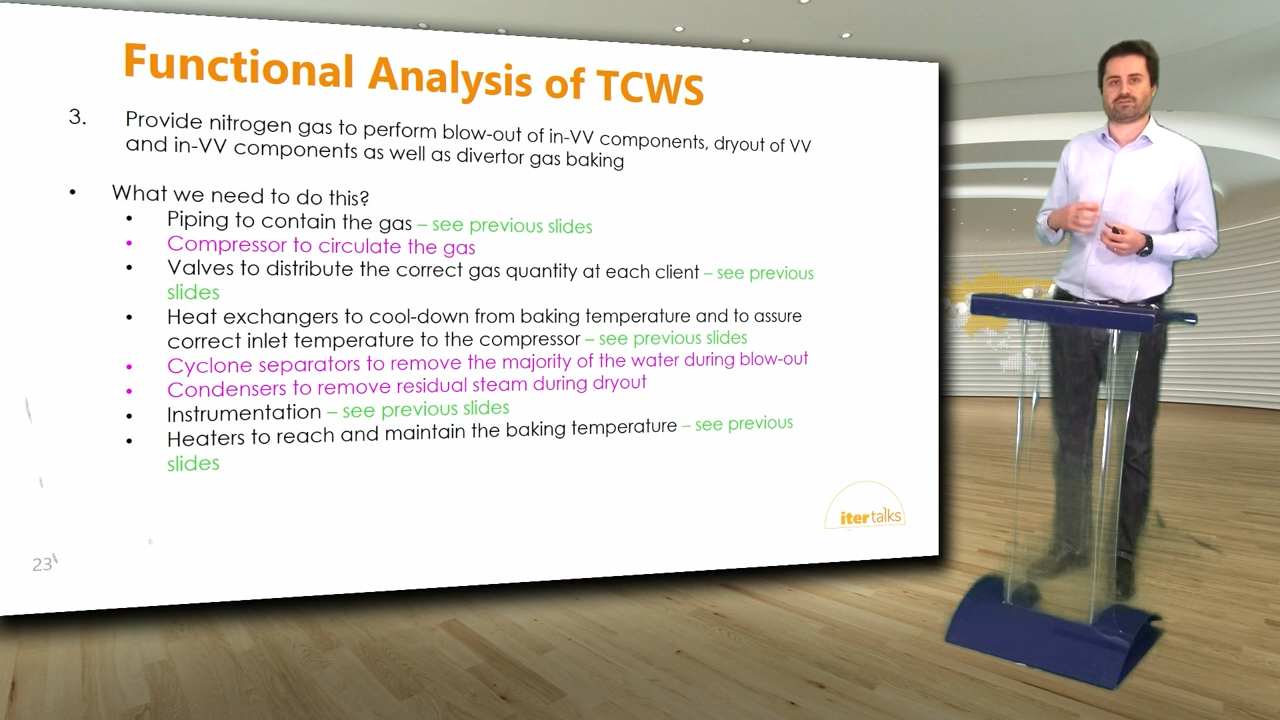 Functional Analysis of TCWS
3. Provide nitrogen gas to perform blow-out of in-VV components, dryout of VV
and in-VV components as well as divertor gas baking
• What we need to do this?
• Piping to contain the gas – see previous slides
• Compressor to circulate the gas
• Valves to distribute the correct gas quantity at each client – see previous
slides
• Heat exchangers to cool-down from baking temperature and to assure
correct inlet temperature to the compressor – see previous slides
• Cyclone separators to remove the majority of the water during blow-out
• Condensers to remove residual steam during dryout
• Instrumentation – see previous slides
• Heaters to reach and maintain the baking temperature – see previous
slides
iter talks
23